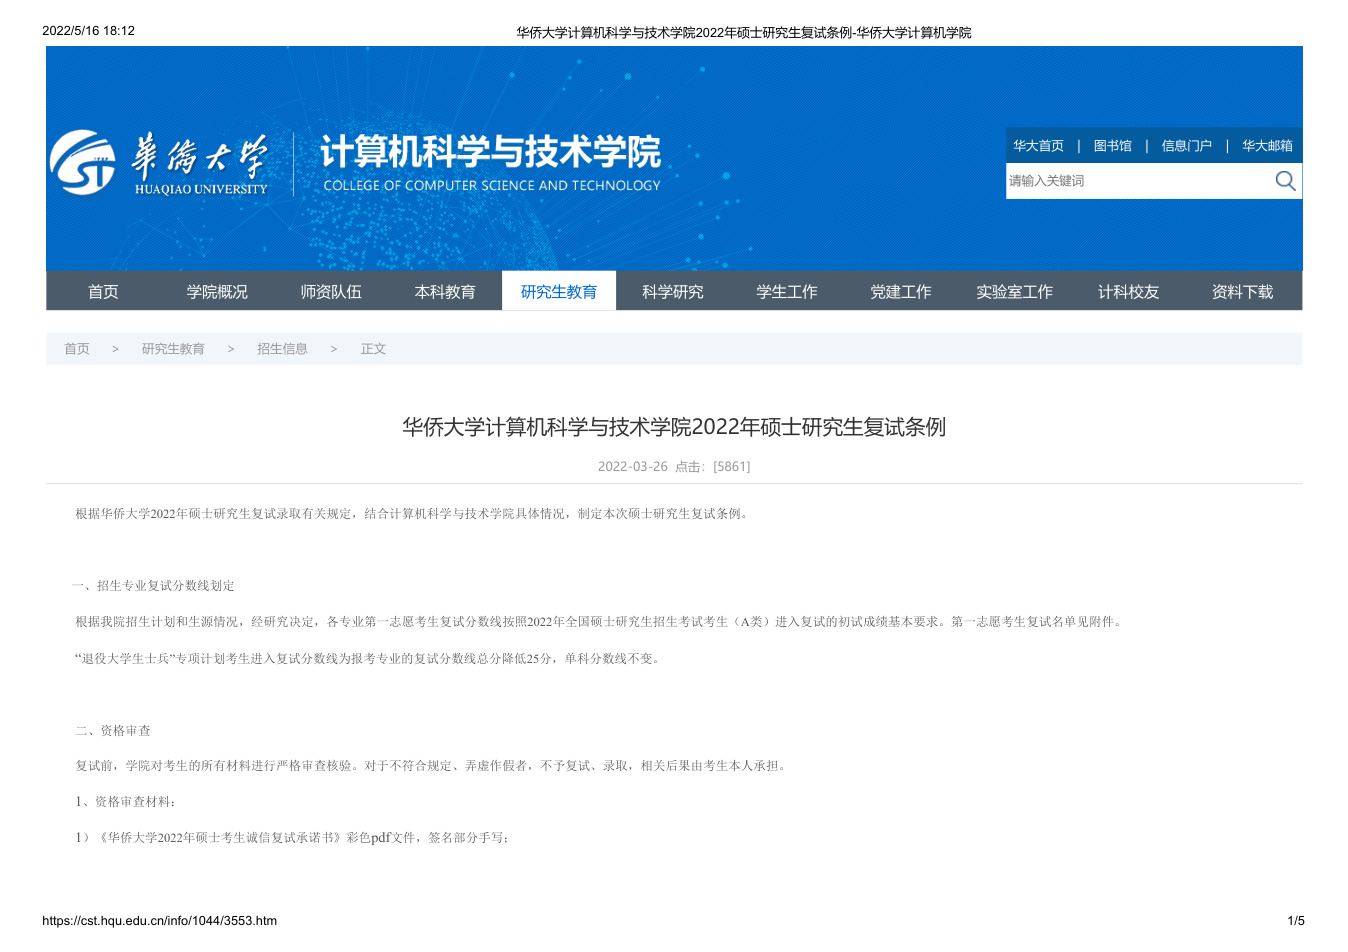 2022/5/16 18:12
华侨大学计算机科学与技术学院2022年硕士研究生复试条例-华侨大学计算机学院
華僑大学
HUAQIAO UNIVERSITY
计算机科学与技术学院
COLLEGE OF COMPUTER SCIENCE AND TECHNOLOGY
华大首页 | 图书馆 | 信息门户 | 华大邮箱
请输入关键词
首页 学院概况 师资队伍 本科教育 研究生教育 科学研究 学生工作 党建工作 实验室工作 计科校友 资料下载
首页 > 研究生教育 > 招生信息 > 正文
华侨大学计算机科学与技术学院2022年硕士研究生复试条例
2022-03-26 点击：[5861]
根据华侨大学2022年硕士研究生复试录取有关规定，结合计算机科学与技术学院具体情况，制定本次硕士研究生复试条例。
一、招生专业复试分数线划定
根据我院招生计划和生源情况，经研究决定，各专业第一志愿考生复试分数线按照2022年全国硕士研究生招生考试考生（A类）进入复试的初试成绩基本要求。第一志愿考生复试名单见附件。
“退役大学生士兵”专项计划考生进入复试分数线为报考专业的复试分数线总分降低25分，单科分数线不变。
二、资格审查
复试前，学院对考生的所有材料进行严格审查核验。对于不符合规定、弄虚作假者，不予复试、录取，相关后果由考生本人承担。
1、资格审查材料：
1）《华侨大学2022年硕士考生诚信复试承诺书》彩色pdf文件，签名部分手写；
https://cst.hqu.edu.cn/info/1044/3553.htm
1/5